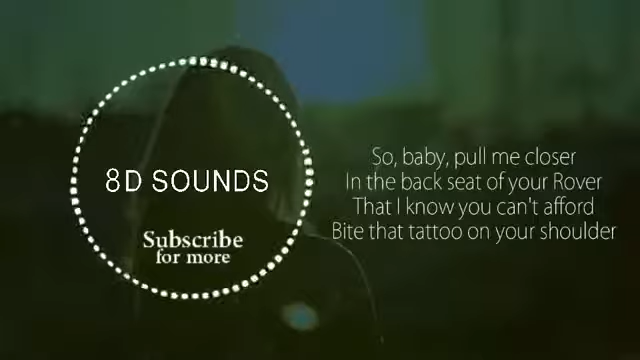 8D SOUNDS
Subscribe
for more
So, baby, pull me closer
In the back seat of your Rover
That I know you can't afford
Bite that tattoo on your shoulder